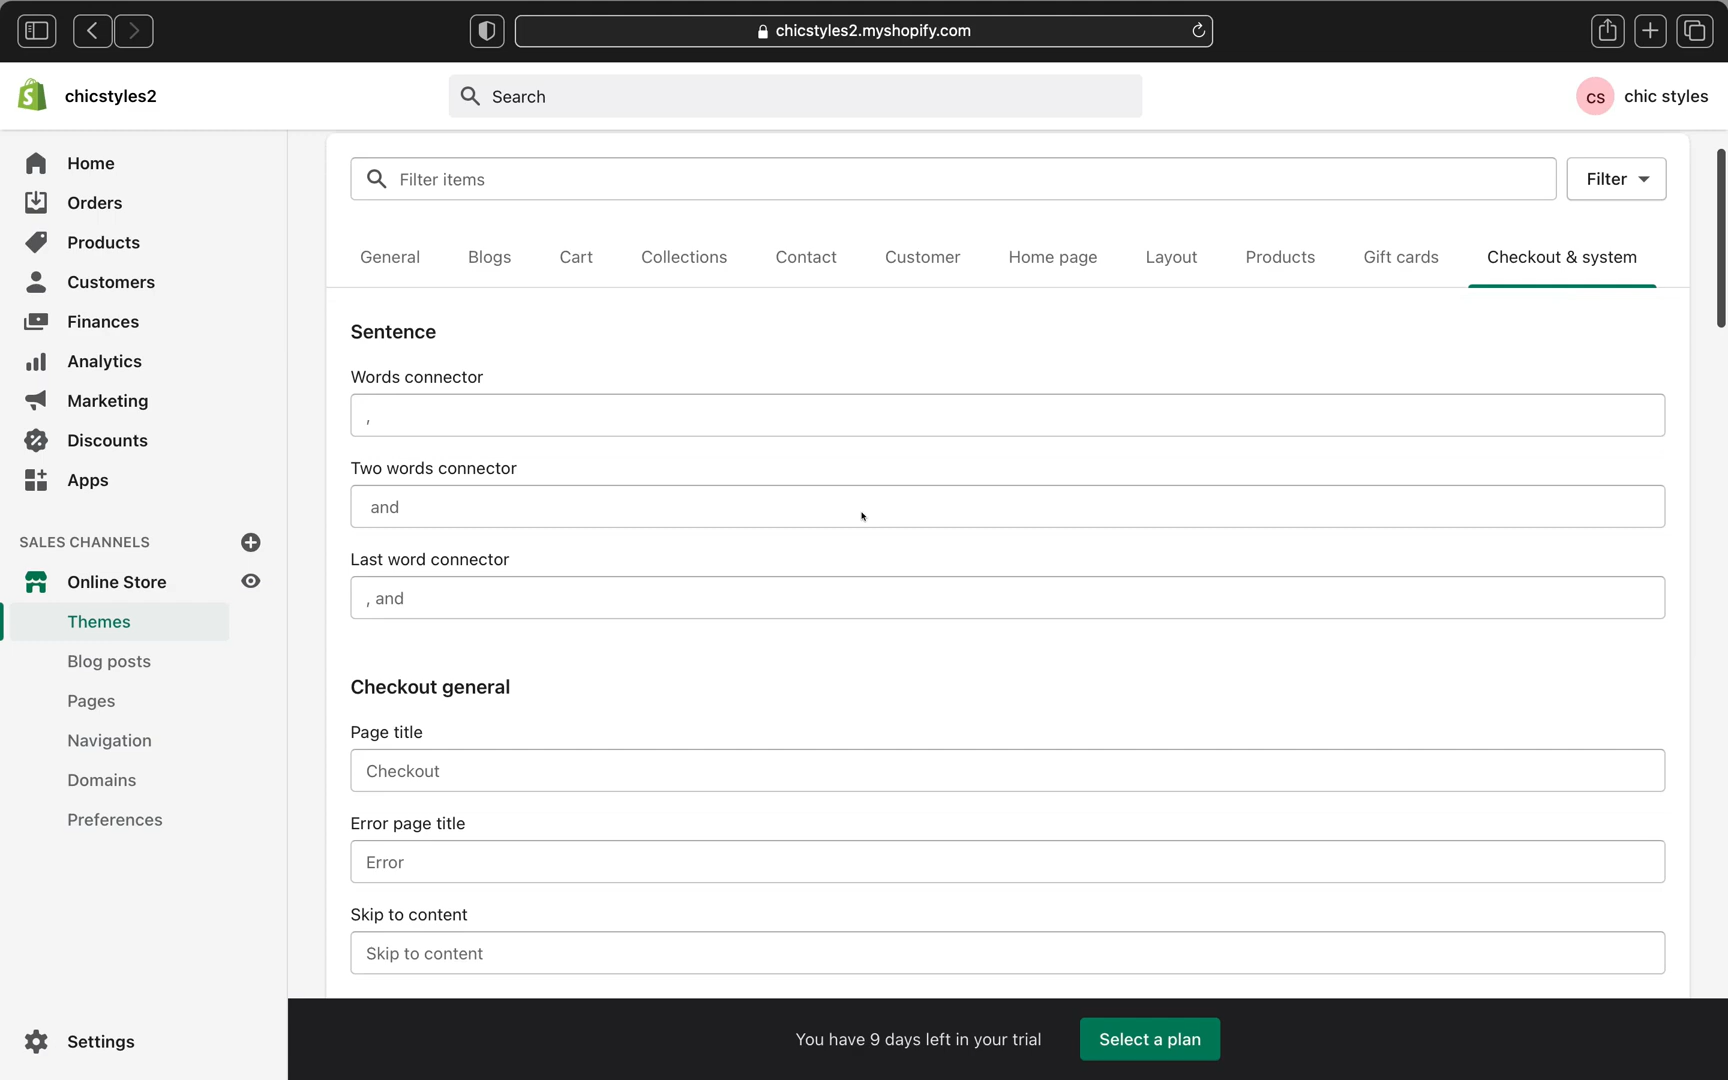 chicstyles2.myshopify.com
chicstyles2
Search
CS
chic styles
Home
Orders
Products
Customers
Finances
Analytics
Marketing
Discounts
Apps
SALES CHANNELS
Online Store
Themes
Blog posts
Pages
Navigation
Domains
Preferences
Settings
Filter items
Filter
General Blogs Cart Collections Contact Customer Home page Layout Products Gift cards Checkout & system
Sentence
Words connector
,
Two words connector
and
Last word connector
, and
Checkout general
Page title
Checkout
Error page title
Error
Skip to content
Skip to content
You have 9 days left in your trial
Select a plan